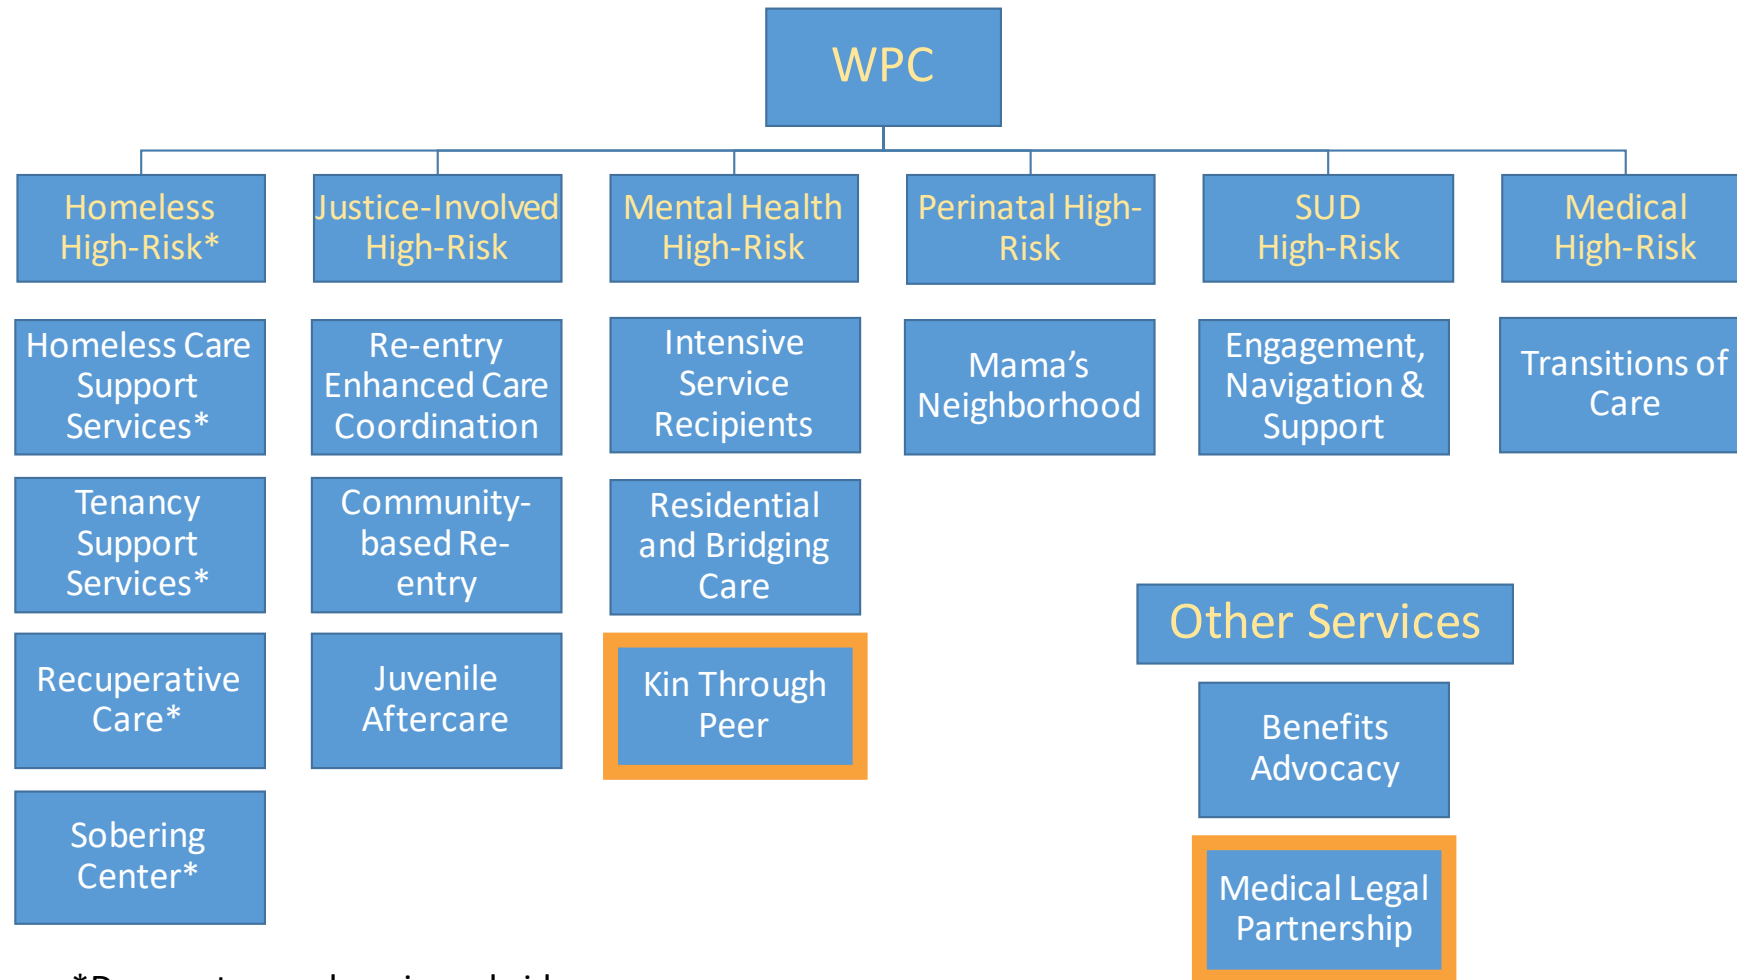 WPC
Homeless
High-Risk*
Justice-Involved
High-Risk
Mental Health
High-Risk
Perinatal High-
Risk
SUD
High-Risk
Medical
High-Risk
Homeless Care
Support
Services*
Re-entry
Enhanced Care
Coordination
Intensive
Service
Recipients
Mama’s
Neighborhood
Engagement,
Navigation &
Support
Transitions of
Care
Tenancy
Support
Services*
Community-
based Re-
entry
Residential
and Bridging
Care
Other Services
Recuperative
Care*
Juvenile
Aftercare
Kin Through
Peer
Benefits
Advocacy
Sobering
Center*
Medical Legal
Partnership